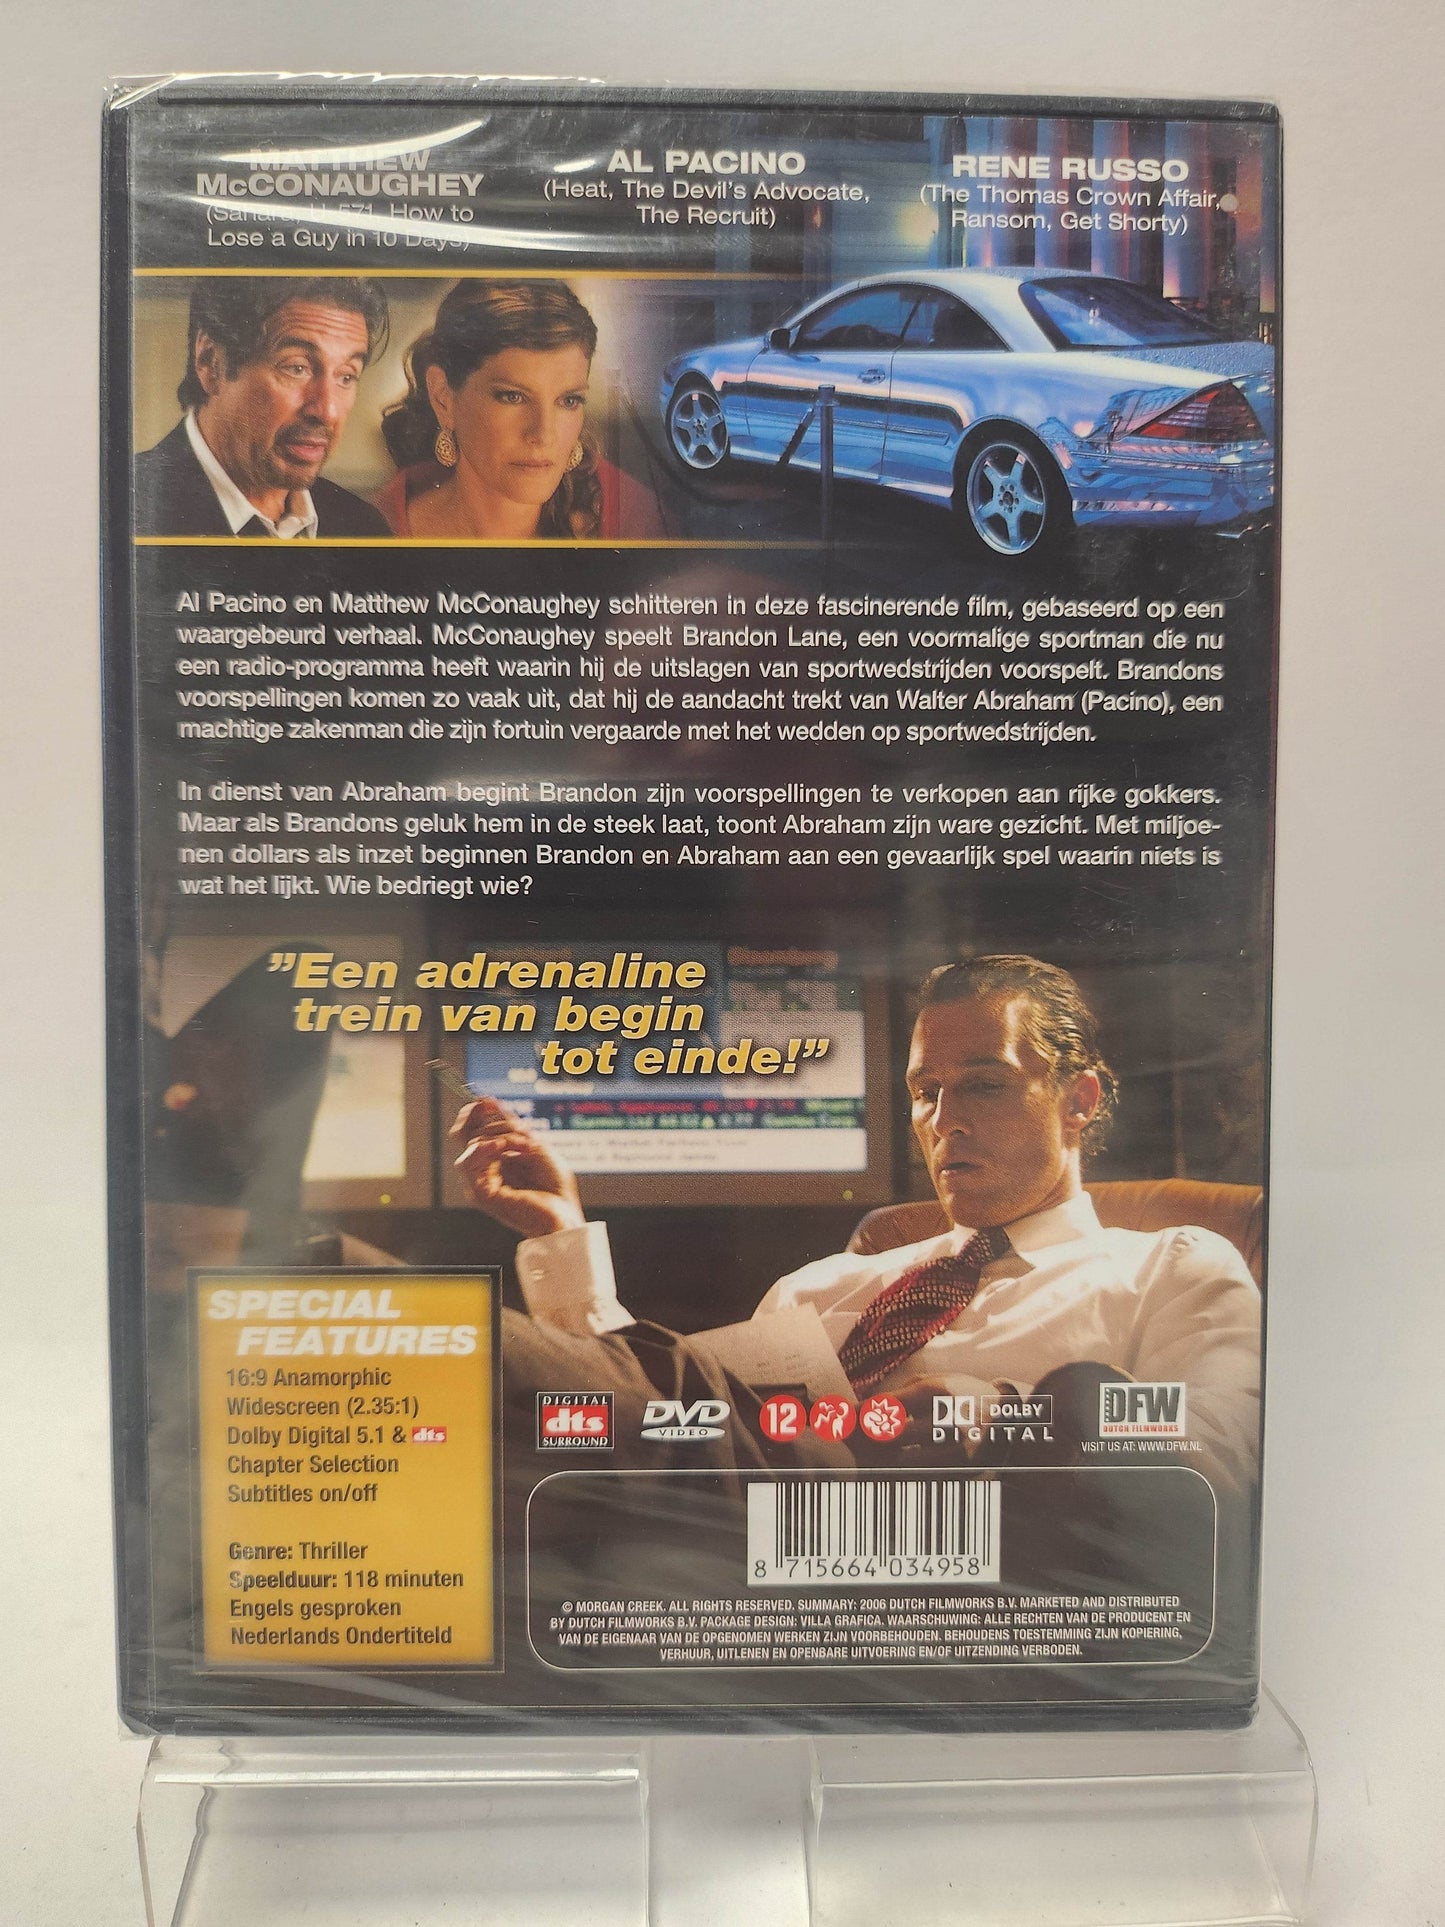 MATTHEW
McCONAUGHEY
(Sahara, U-571, How to
Lose a Guy in 10 Days)
AL PACINO
(Heat, The Devil's Advocate,
The Recruit)
RENE RUSSO
(The Thomas Crown Affair,
Ransom, Get Shorty)
Al Pacino en Matthew McConaughey schitteren in deze fascinerende film, gebaseerd op een
waargebeurd verhaal. McConaughey speelt Brandon Lane, een voormalige sportman die nu
een radio-programma heeft waarin hij de uitslagen van sportwedstrijden voorspelt. Brandons
voorspellingen komen zo vaak uit, dat hij de aandacht trekt van Walter Abraham (Pacino), een
machtige zakenman die zijn fortuin vergaarde met het wedden op sportwedstrijden.
In dienst van Abraham begint Brandon zijn voorspellingen te verkopen aan rijke gokkers.
Maar als Brandons geluk hem in de steek laat, toont Abraham zijn ware gezicht. Met miljoe-
nen dollars als inzet beginnen Brandon en Abraham aan een gevaarlijk spel waarin niets is
wat het lijkt. Wie bedriegt wie?
"Een adrenaline
trein van begin
tot einde!"
SPECIAL
FEATURES
16:9 Anamorphic
Widescreen (2.35:1)
Dolby Digital 5.1 & dts
Chapter Selection
Subtitles on/off
Genre: Thriller
Speelduur: 118 minuten
Engels gesproken
Nederlands Ondertiteld
DIGITAL
dts
SURROUND
DVD
VIDEO
12
DOLBY
DIGITAL
DFW
DUTCH FILMWORKS
VISIT US AT: WWW.DFW.NL
8 715664 034958
© MORGAN CREEK. ALL RIGHTS RESERVED. SUMMARY: 2006 DUTCH FILMWORKS B.V. MARKETED AND DISTRIBUTED
BY DUTCH FILMWORKS B.V. PACKAGE DESIGN: VILLA GRAFICA. WAARSCHUWING: ALLE RECHTEN VAN DE PRODUCENT EN
VAN DE EIGENAAR VAN DE OPGENOMEN WERKEN ZIJN VOORBEHOUDEN. BEHOUDENS TOESTEMMING ZIJN KOPIERING,
VERHUUR, UITLENEN EN OPENBARE UITVOERING EN/OF UITZENDING VERBODEN.